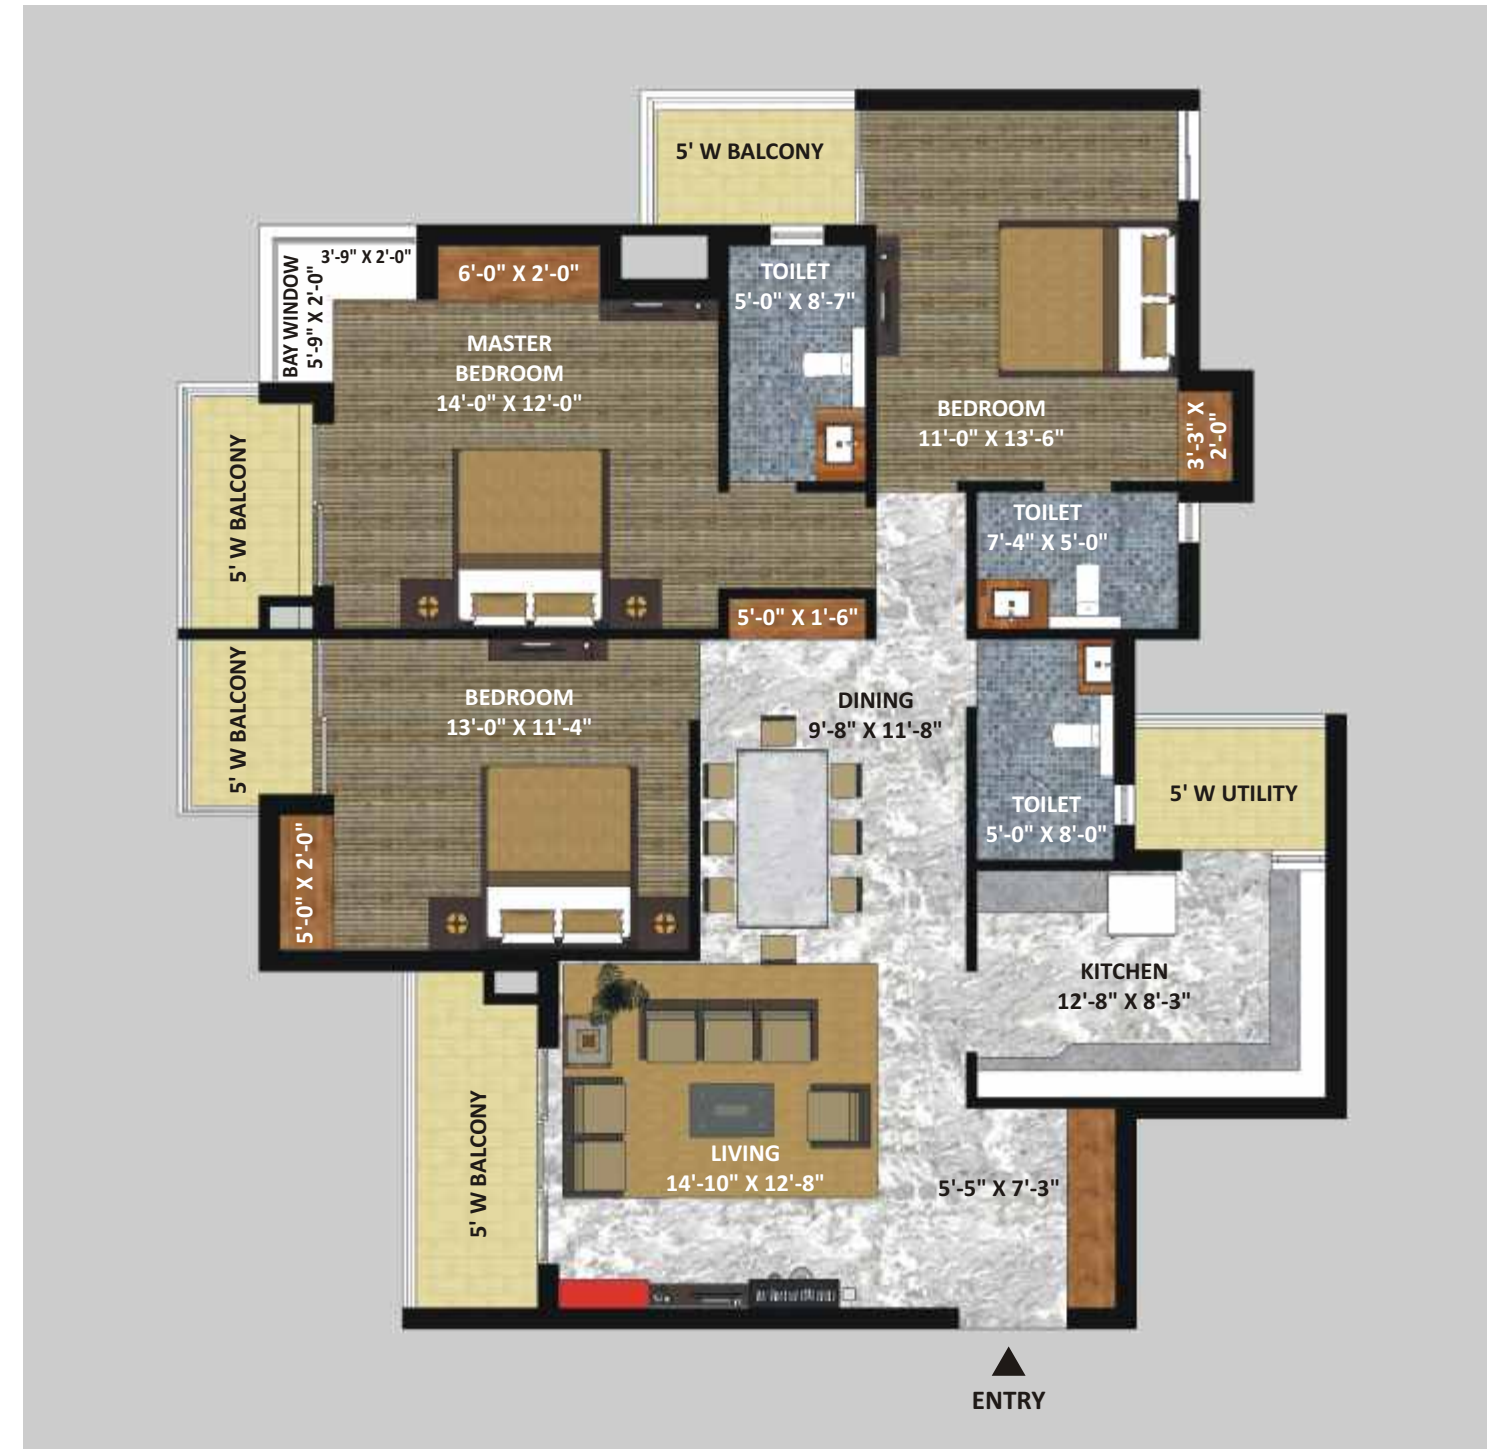 5' W BALCONY
3'-9" X 2'-0"
BAY WINDOW
5'-9" X 2'-0"
6'-0" X 2'-0"
TOILET
5'-0" X 8'-7"
MASTER
BEDROOM
14'-0" X 12'-0"
BEDROOM
11'-0" X 13'-6"
3'-3" X
2'-0"
5' W BALCONY
TOILET
7'-4" X 5'-0"
5'-0" X 1'-6"
5' W BALCONY
BEDROOM
13'-0" X 11'-4"
DINING
9'-8" X 11'-8"
TOILET
5'-0" X 8'-0"
5' W UTILITY
5'-0" X 2'-0"
KITCHEN
12'-8" X 8'-3"
5' W BALCONY
LIVING
14'-10" X 12'-8"
5'-5" X 7'-3"
ENTRY